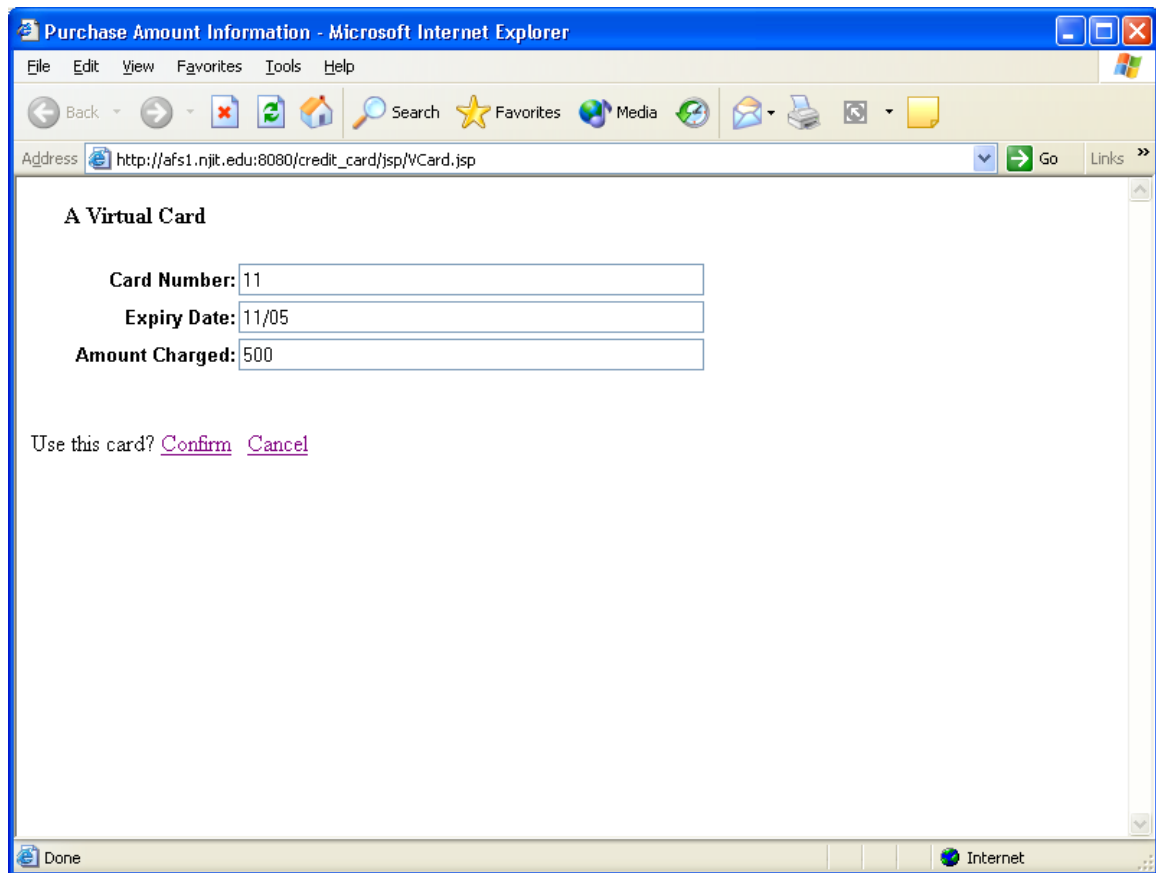 Purchase Amount Information - Microsoft Internet Explorer
File Edit View Favorites Tools Help
Back Search Favorites Media
Address http://afs1.njit.edu:8080/credit_card/jsp/VCard.jsp Go Links »
A Virtual Card
Card Number: 11
Expiry Date: 11/05
Amount Charged: 500
Use this card? Confirm Cancel
Done Internet